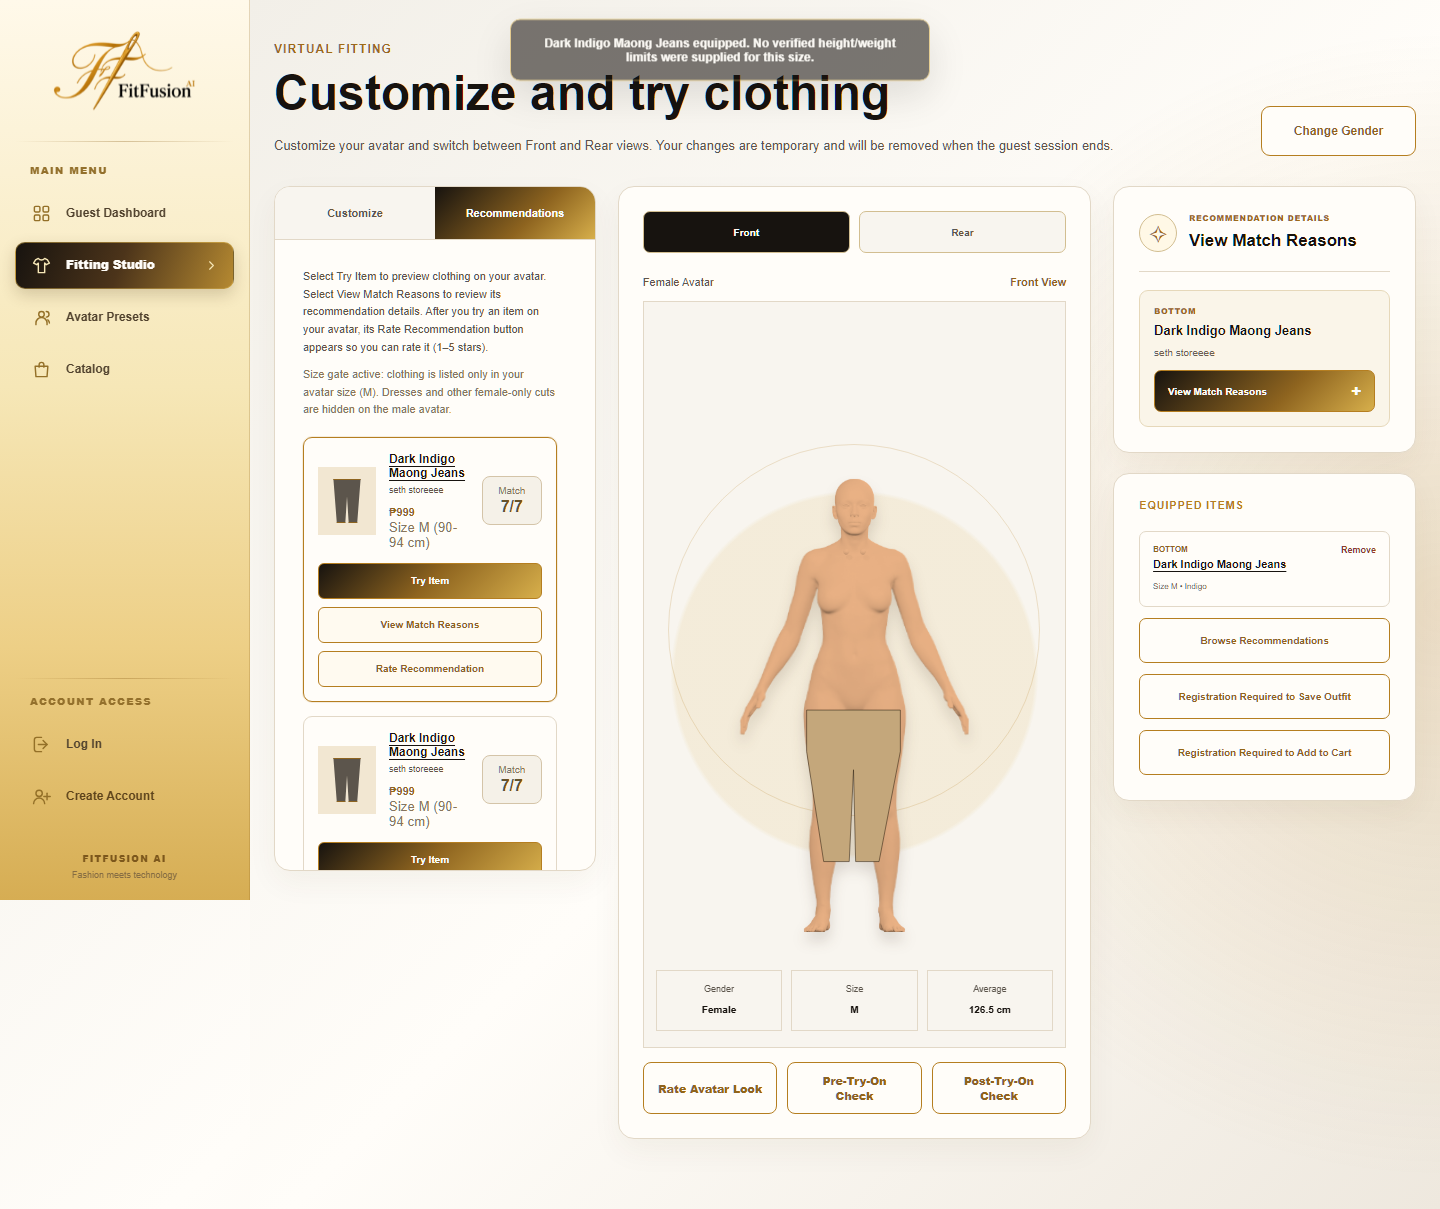 FitFusion AI
MAIN MENU
Guest Dashboard
Fitting Studio
Avatar Presets
Catalog
ACCOUNT ACCESS
Log In
Create Account
FITFUSION AI
Fashion meets technology
VIRTUAL FITTING
Dark Indigo Maong Jeans equipped. No verified height/weight
limits were supplied for this size.
Customize and try clothing
Customize your avatar and switch between Front and Rear views. Your changes are temporary and will be removed when the guest session ends.
Change Gender
Customize
Recommendations
Select Try Item to preview clothing on your avatar.
Select View Match Reasons to review its
recommendation details. After you try an item on
your avatar, its Rate Recommendation button
appears so you can rate it (1–5 stars).
Size gate active: clothing is listed only in your
avatar size (M). Dresses and other female-only cuts
are hidden on the male avatar.
Dark Indigo
Maong Jeans
seth storeeee
₱999
Size M (90-
94 cm)
Match
7/7
Try Item
View Match Reasons
Rate Recommendation
Dark Indigo
Maong Jeans
seth storeeee
₱999
Size M (90-
94 cm)
Match
7/7
Try Item
Front
Rear
Female Avatar
Front View
Gender
Female
Size
M
Average
126.5 cm
Rate Avatar Look
Pre-Try-On
Check
Post-Try-On
Check
RECOMMENDATION DETAILS
View Match Reasons
BOTTOM
Dark Indigo Maong Jeans
seth storeeee
View Match Reasons +
EQUIPPED ITEMS
BOTTOM
Remove
Dark Indigo Maong Jeans
Size M • Indigo
Browse Recommendations
Registration Required to Save Outfit
Registration Required to Add to Cart